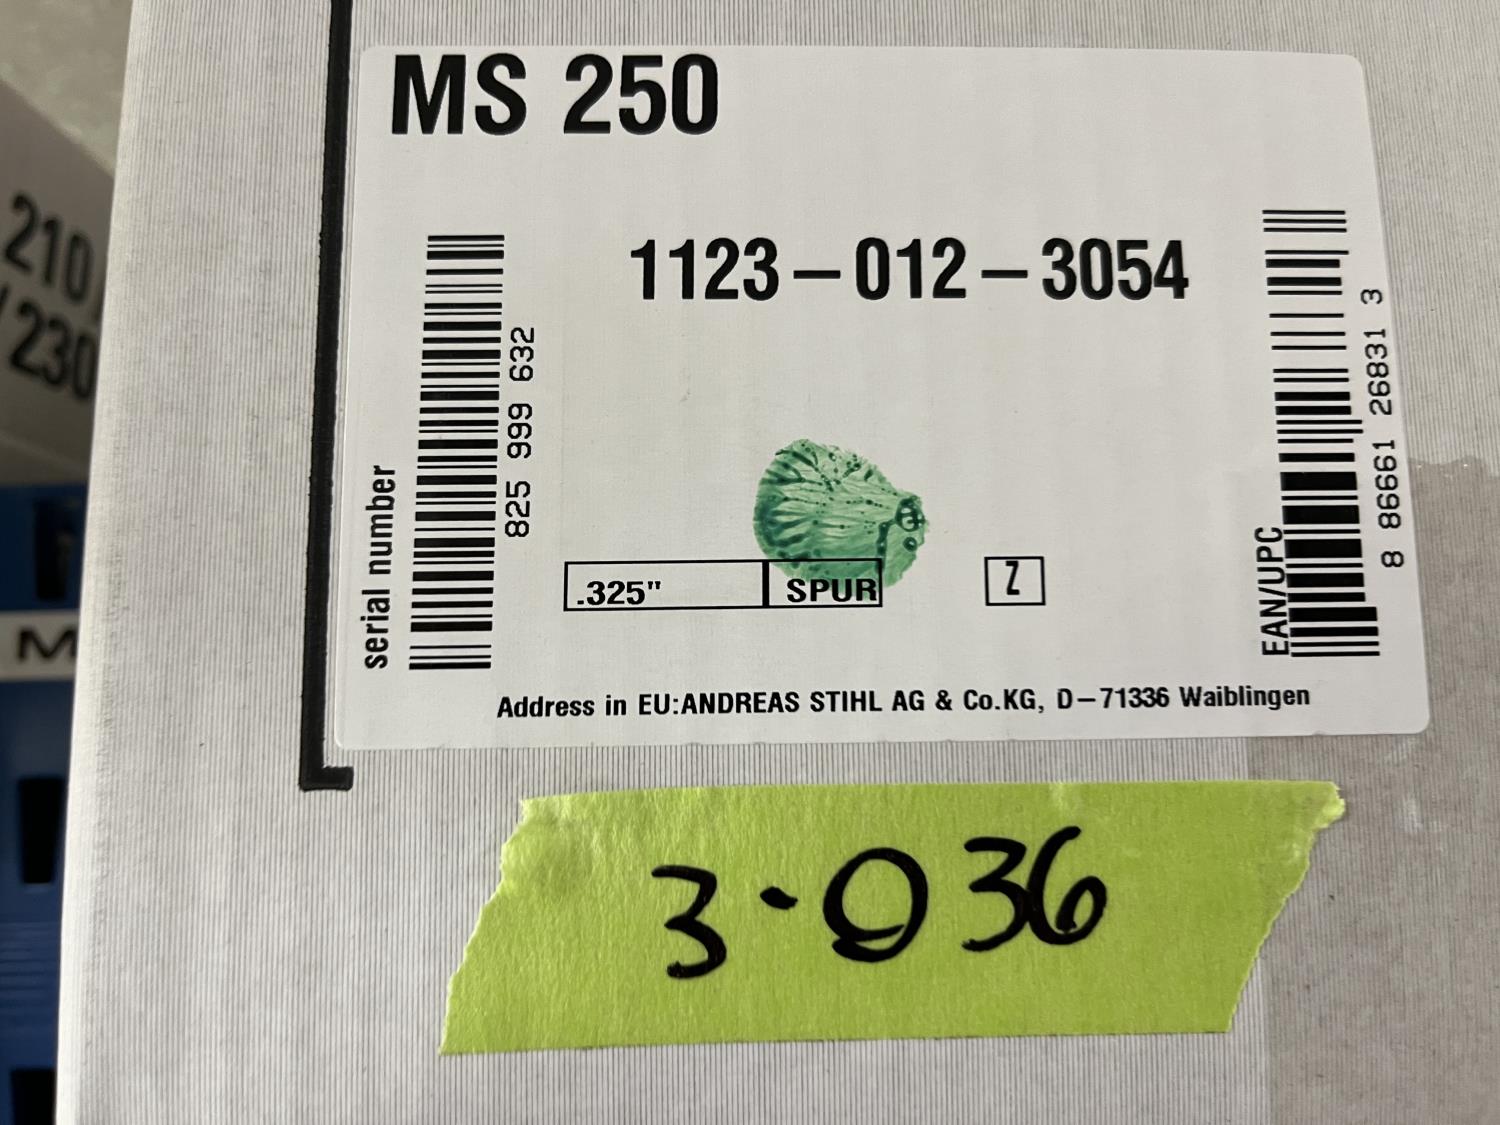 MS 250
1123-012-3054
serial number
825 999 632
8 86661 26831 3
EAN/UPC
.325" SPUR Z
Address in EU:ANDREAS STIHL AG & Co.KG, D-71336 Waiblingen
3.036
210/
/230
M